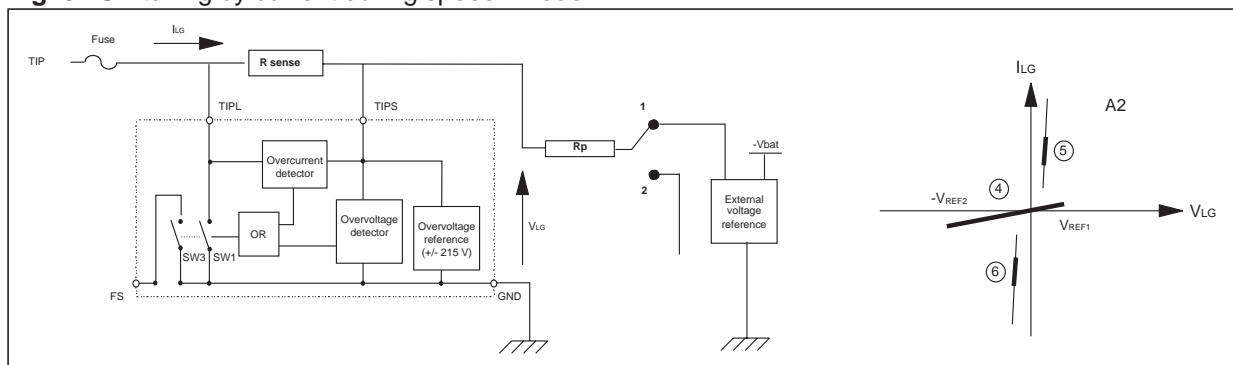 Fuse
ILG
TIP
R sense
TIPL
TIPS
1
Rp
-Vbat
2
Overcurrent
detector
OR
Overvoltage
detector
Overvoltage
reference
(+/- 215 V)
VLG
External
voltage
reference
SW3
SW1
FS
GND
ILG
A2
5
4
-VREF2
VREF1
VLG
6